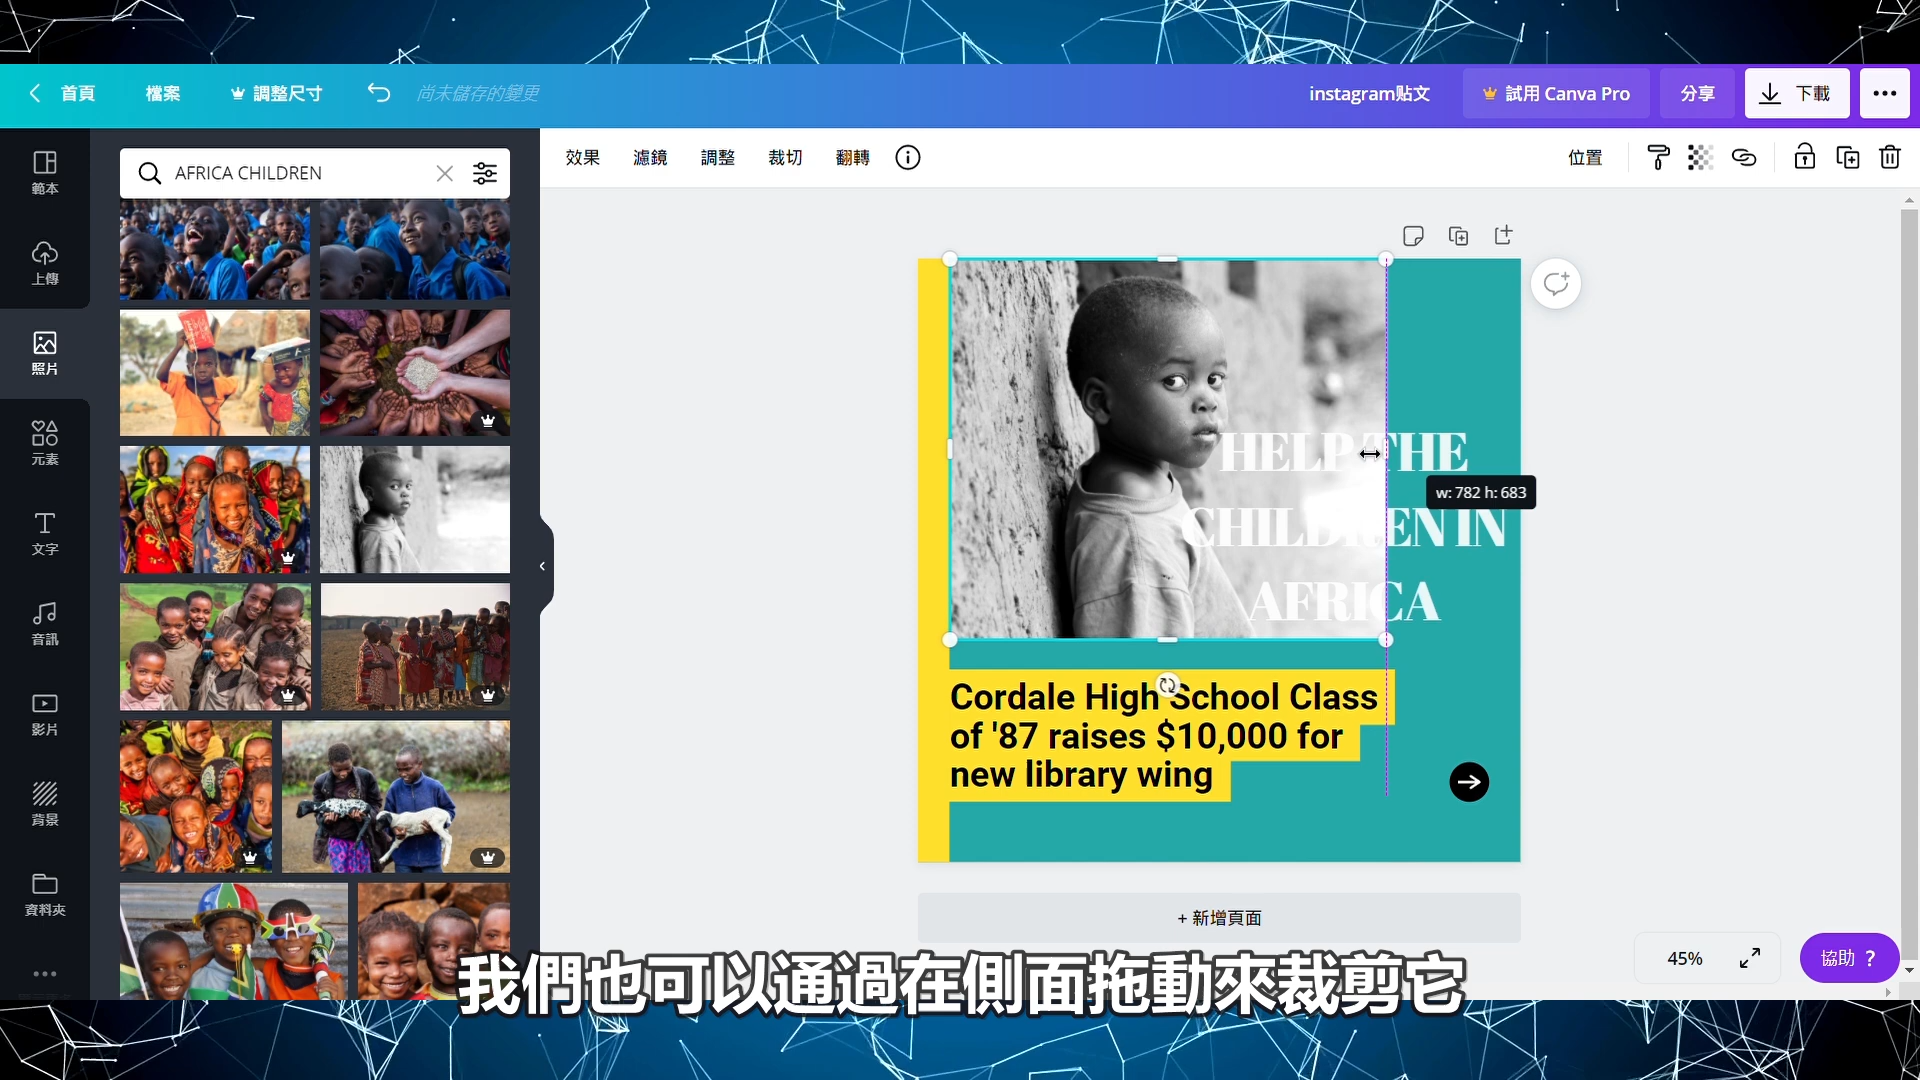 首頁
檔案
調整尺寸
尚未儲存的變更
instagram貼文
試用 Canva Pro
分享
下載
範本
上傳
照片
元素
文字
音訊
影片
背景
資料夾
AFRICA CHILDREN
效果
濾鏡
調整
裁切
翻轉
位置
HELP THE
CHILDREN IN
AFRICA
w: 782 h: 683
Cordale High School Class
of '87 raises $10,000 for
new library wing
+ 新增頁面
45%
協助 ?
我們也可以通過在側面拖動來裁剪它